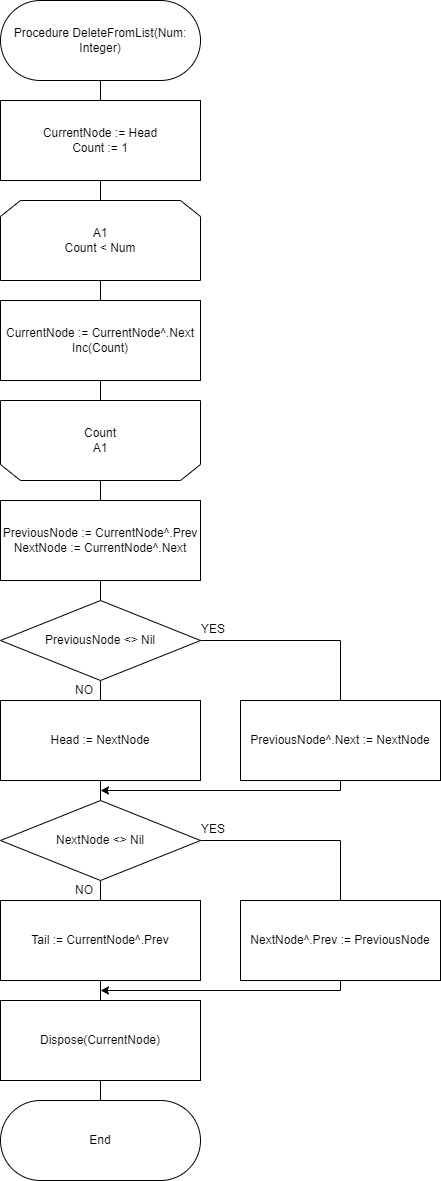 Procedure DeleteFromList(Num:
Integer)
CurrentNode := Head
Count := 1
A1
Count < Num
CurrentNode := CurrentNode^.Next
Inc(Count)
Count
A1
PreviousNode := CurrentNode^.Prev
NextNode := CurrentNode^.Next
PreviousNode <> Nil
YES
NO
Head := NextNode
PreviousNode^.Next := NextNode
NextNode <> Nil
YES
NO
Tail := CurrentNode^.Prev
NextNode^.Prev := PreviousNode
Dispose(CurrentNode)
End